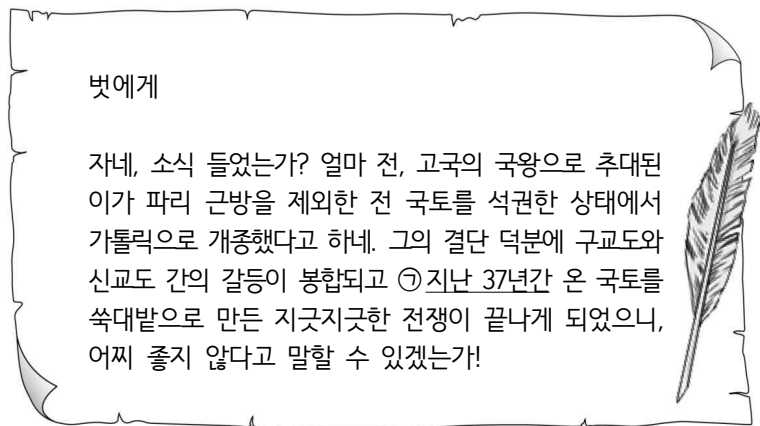 벗에게
자네, 소식 들었는가? 얼마 전, 고국의 국왕으로 추대된
이가 파리 근방을 제외한 전 국토를 석권한 상태에서
가톨릭으로 개종했다고 하네. 그의 결단 덕분에 구교도와
신교도 간의 갈등이 봉합되고 ㉠지난 37년간 온 국토를
쑥대밭으로 만든 지긋지긋한 전쟁이 끝나게 되었으니,
어찌 좋지 않다고 말할 수 있겠는가!